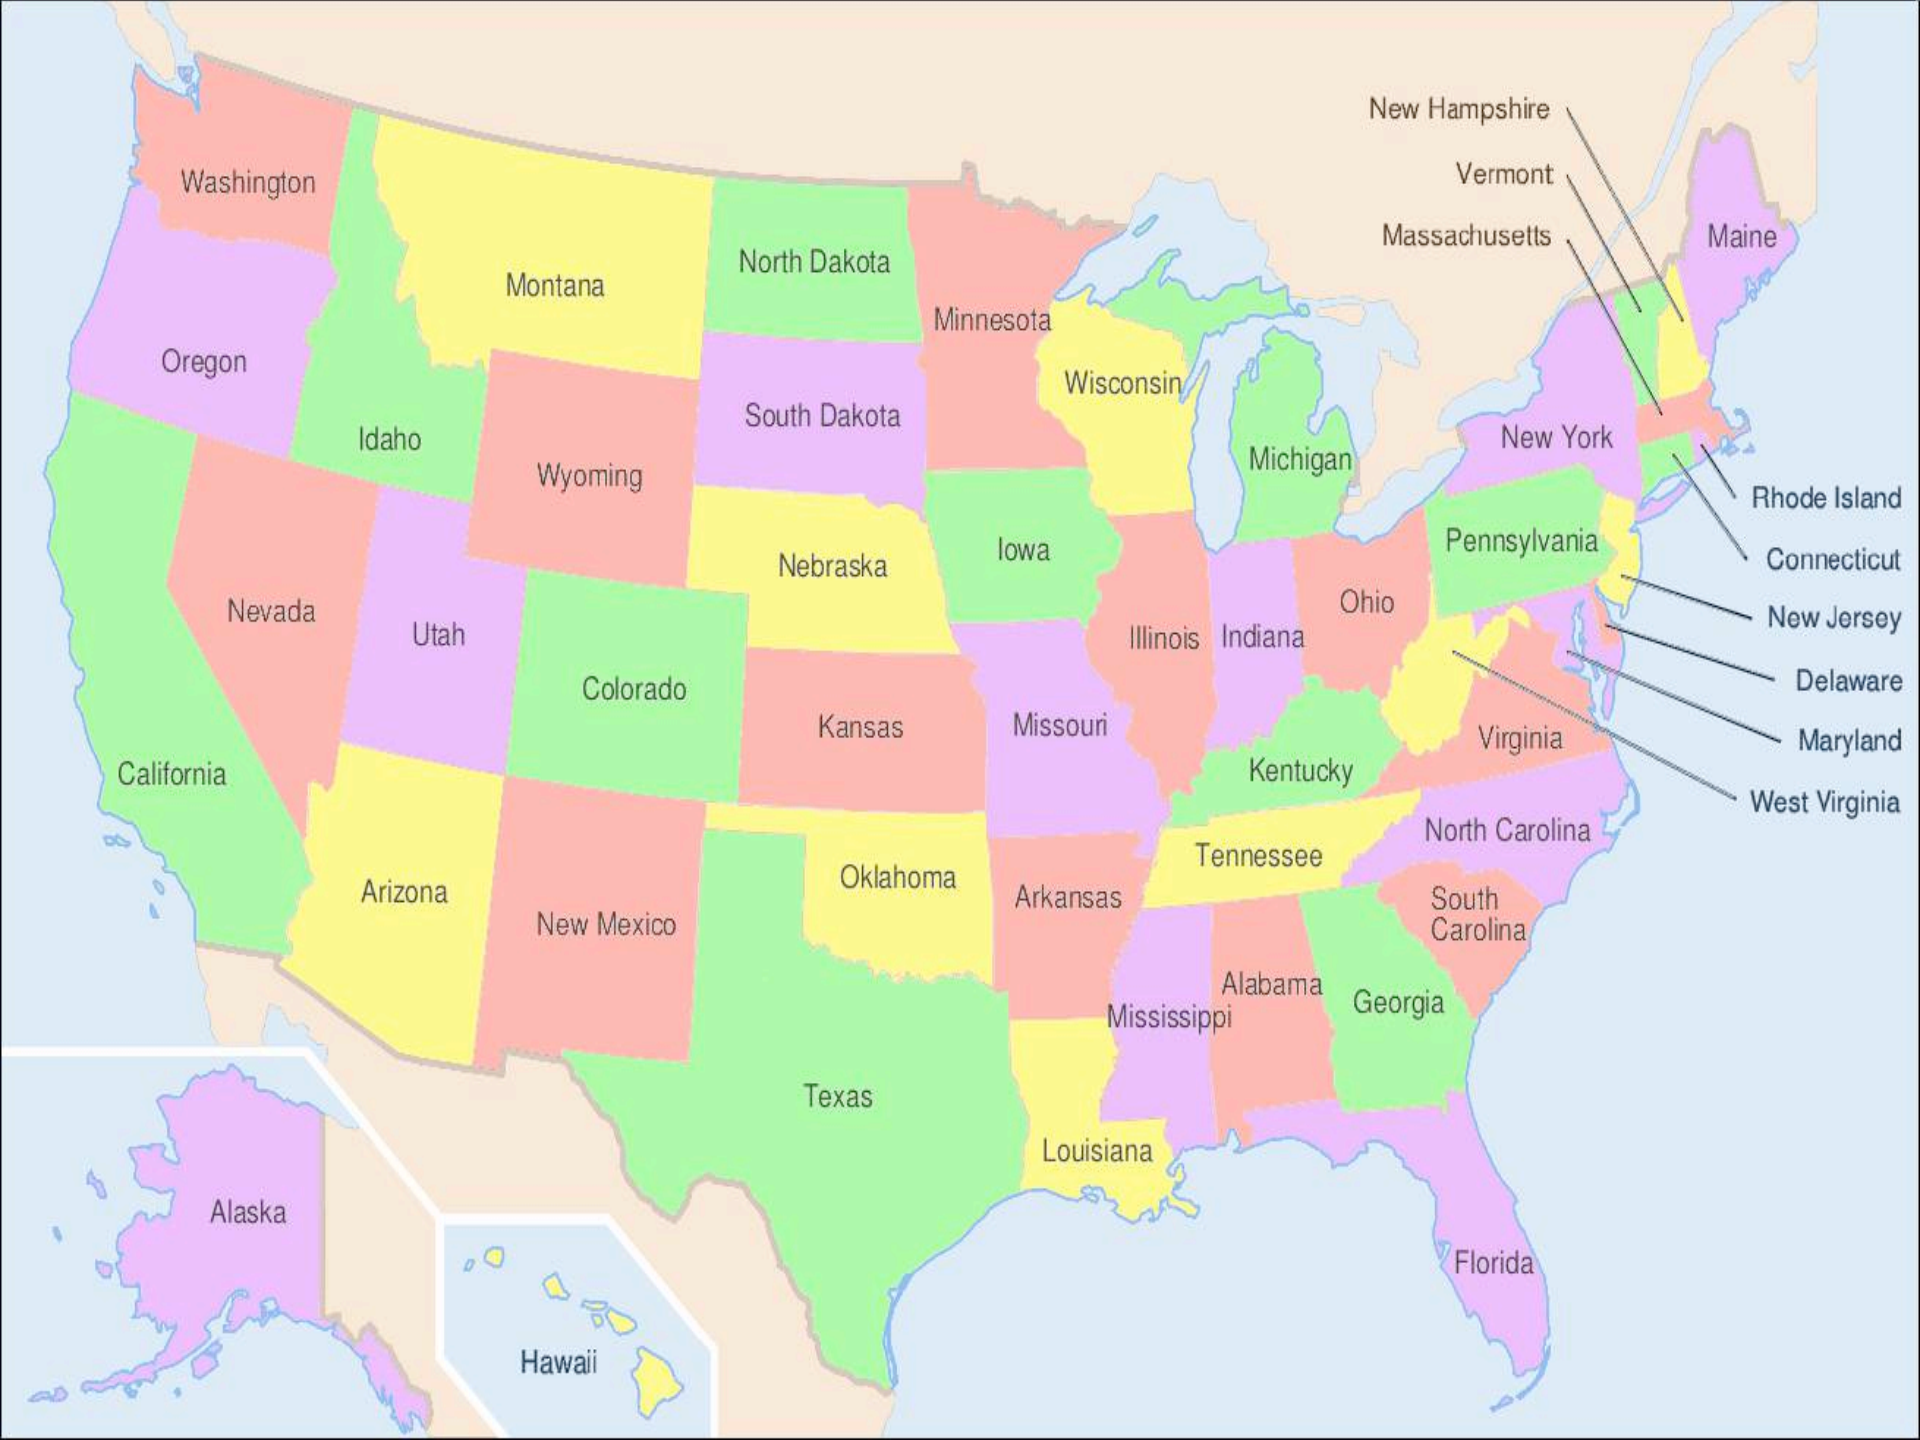 New Hampshire
Vermont
Massachusetts
Maine
Washington
Montana
North Dakota
Minnesota
Oregon
Idaho
Wyoming
South Dakota
Wisconsin
Michigan
New York
Rhode Island
Nevada
Utah
Nebraska
Iowa
Pennsylvania
Connecticut
Colorado
Illinois
Indiana
Ohio
New Jersey
California
Kansas
Missouri
Kentucky
Virginia
Delaware
Maryland
West Virginia
Arizona
New Mexico
Oklahoma
Arkansas
Tennessee
North Carolina
South
Carolina
Texas
Mississippi
Alabama
Georgia
Louisiana
Florida
Alaska
Hawaii